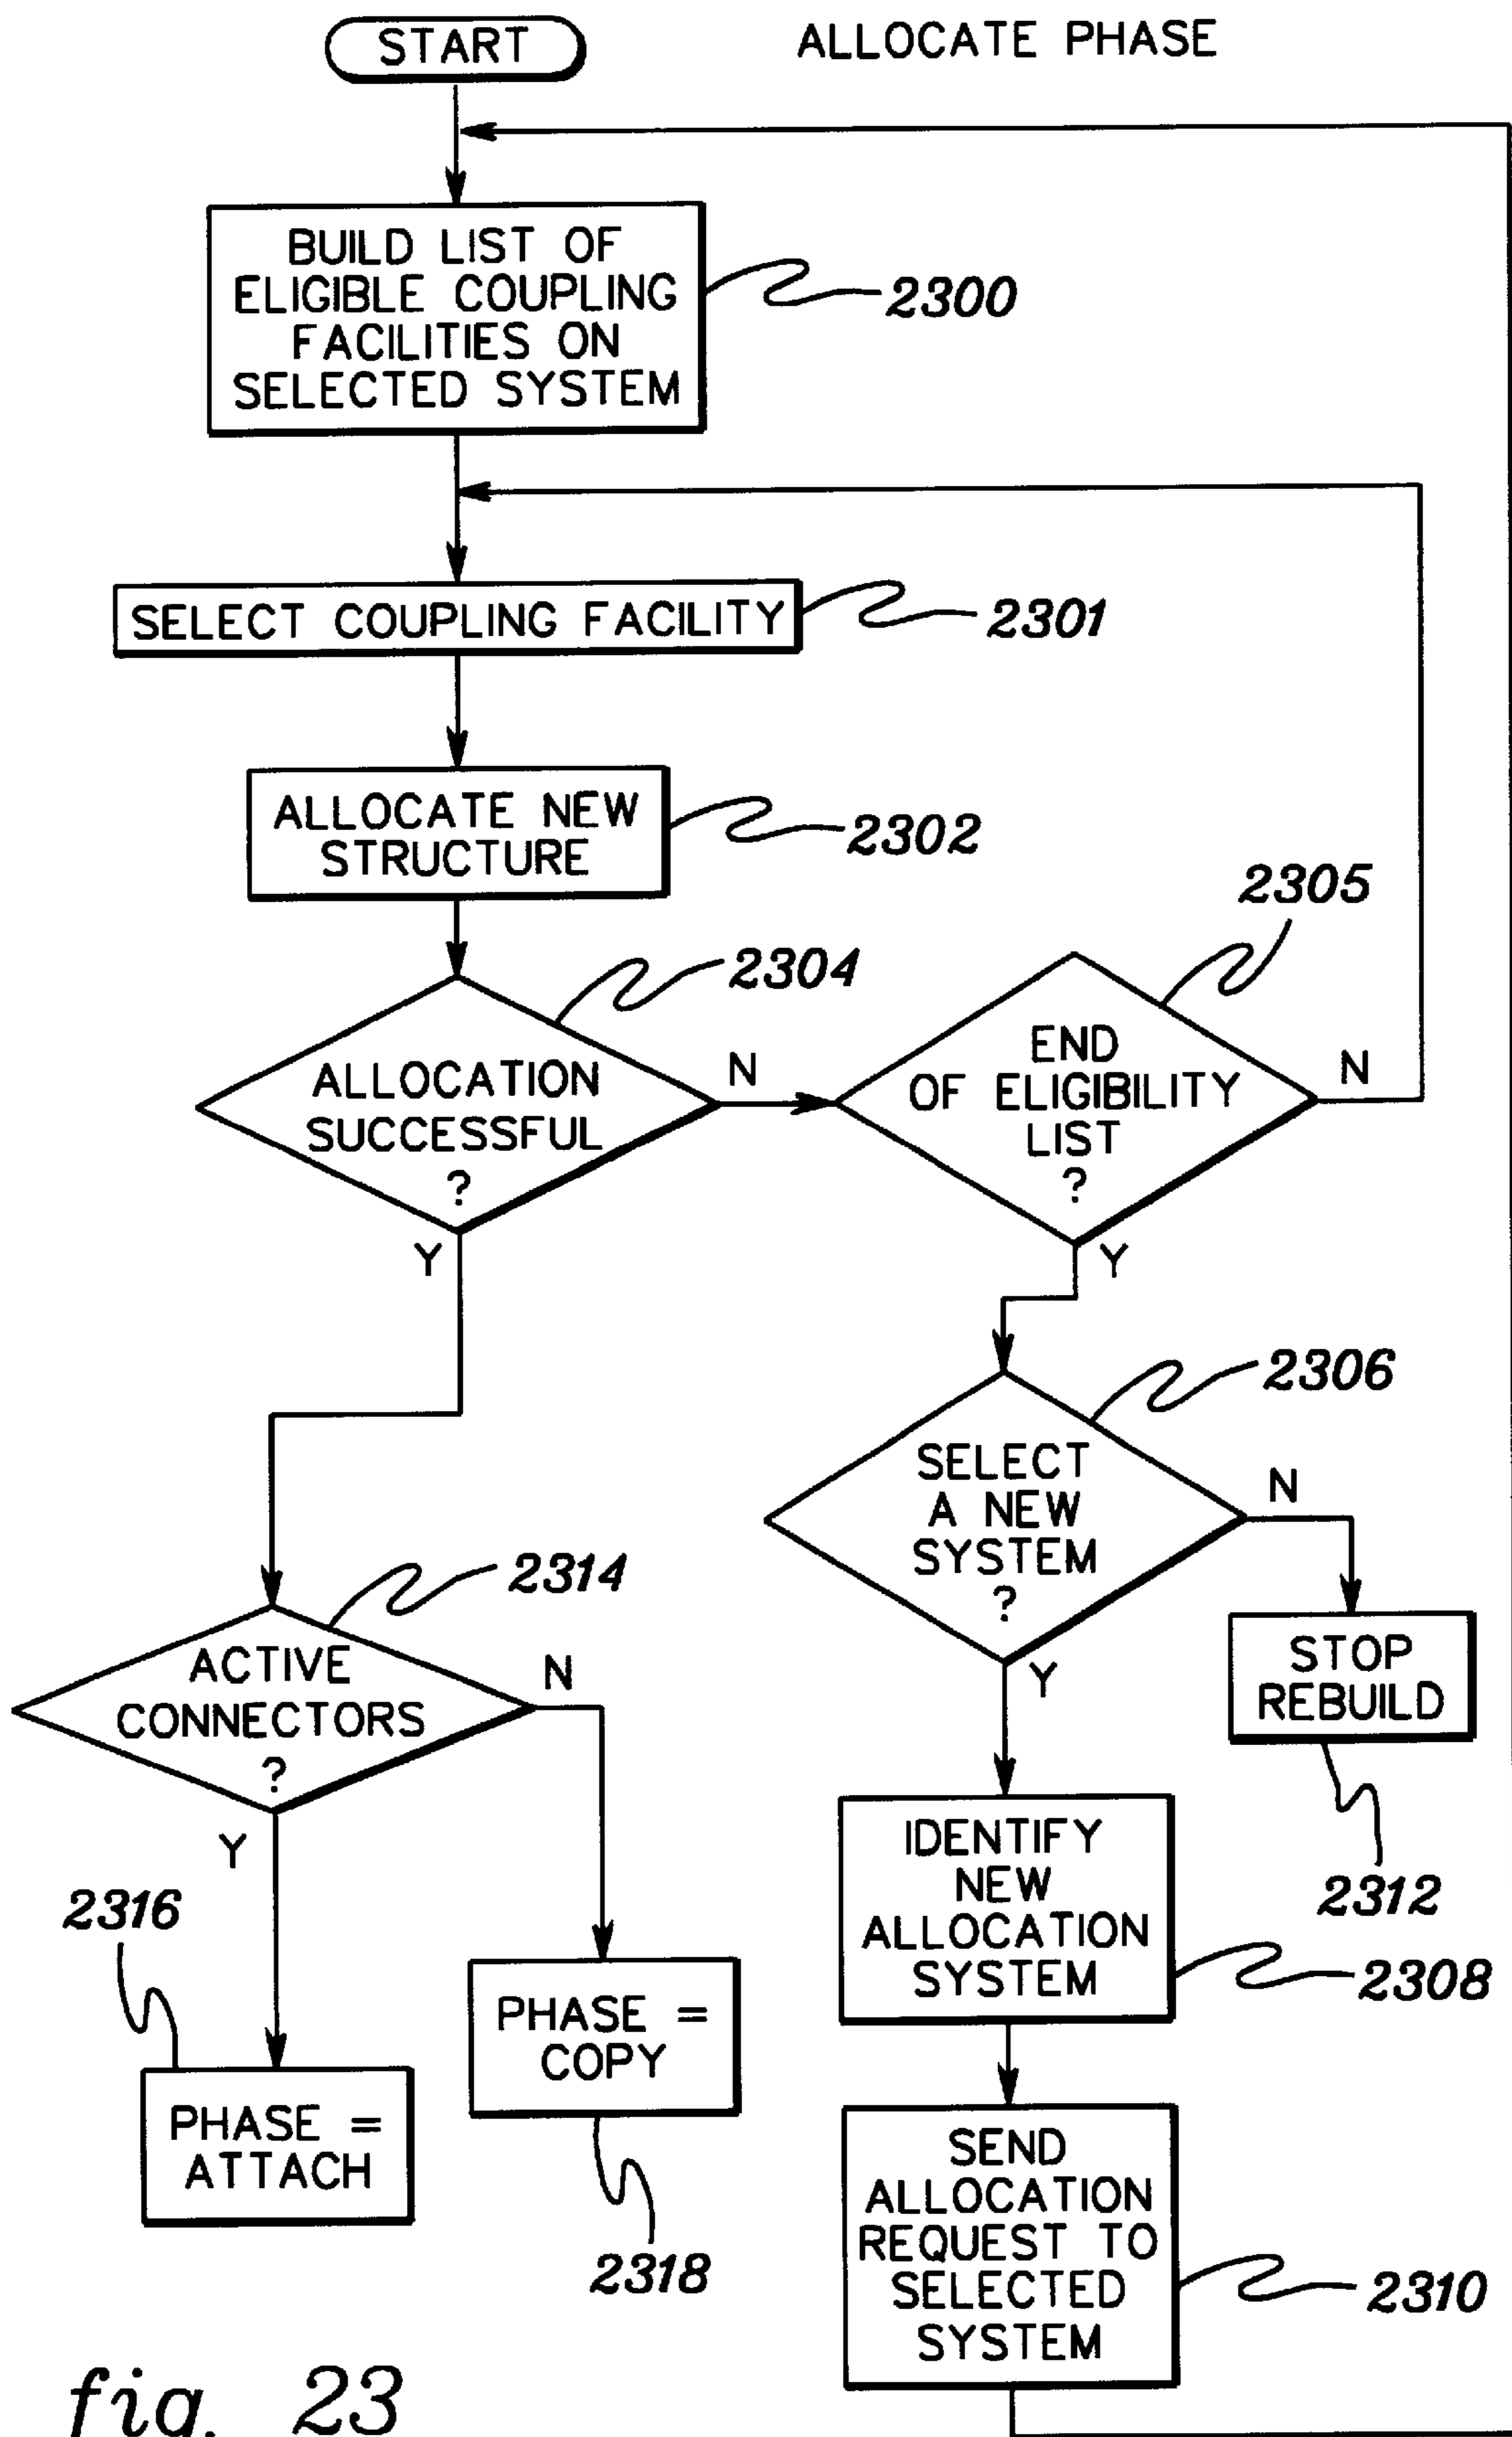 START
ALLOCATE PHASE
BUILD LIST OF
ELIGIBLE COUPLING
FACILITIES ON
SELECTED SYSTEM
2300
SELECT COUPLING FACILITY
2301
ALLOCATE NEW
STRUCTURE
2302
2304
2305
ALLOCATION
SUCCESSFUL
?
N
END
OF ELIGIBILITY
LIST
?
N
Y
Y
2306
SELECT
A NEW
SYSTEM
?
N
2314
ACTIVE
CONNECTORS
?
N
Y
Y
STOP
REBUILD
2312
IDENTIFY
NEW
ALLOCATION
SYSTEM
2308
2316
PHASE =
COPY
2318
PHASE =
ATTACH
SEND
ALLOCATION
REQUEST TO
SELECTED
SYSTEM
2310
fig. 23